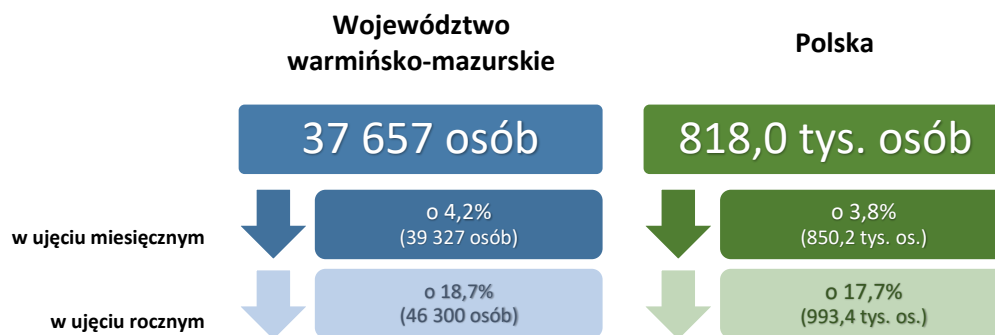 Województwo
warmińsko-mazurskie
Polska
37 657 osób
818,0 tys. osób
w ujęciu miesięcznym
o 4,2%
(39 327 osób)
o 3,8%
(850,2 tys. os.)
w ujęciu rocznym
o 18,7%
(46 300 osób)
o 17,7%
(993,4 tys. os.)